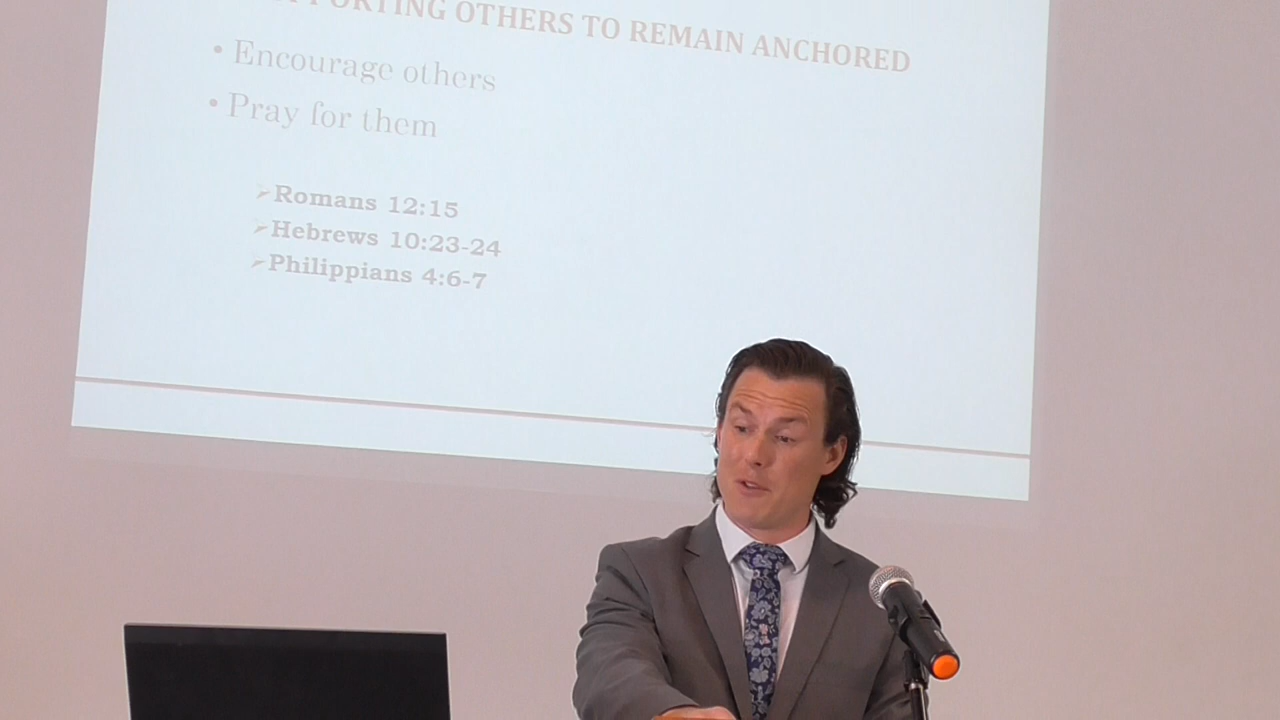 OTHERS TO REMAIN ANCHORED
• Encourage others
• Pray for them
➢Romans 12:15
➢Hebrews 10:23-24
➢Philippians 4:6-7